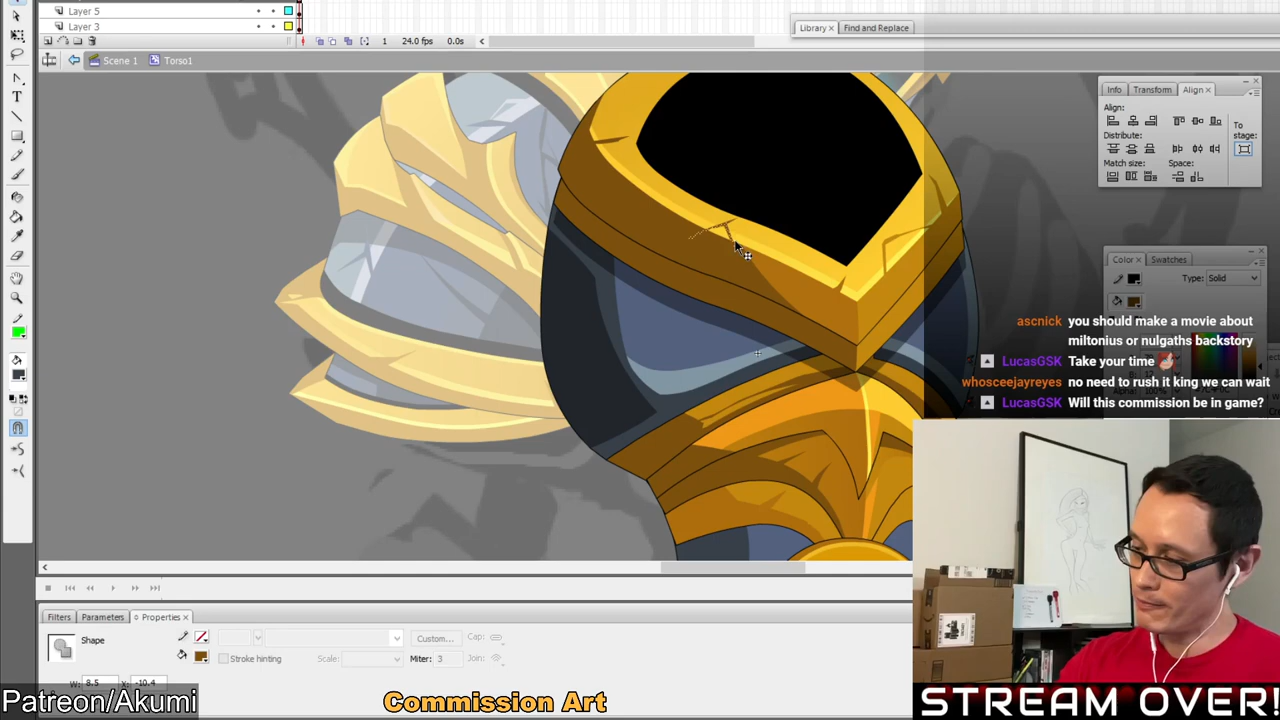 Layer 5
Layer 3
1 24.0 fps 0.0s
Library Find and Replace
Scene 1 Torso1
Info Transform Align
Align:
Distribute:
To stage:
Match size: Space:
Color Swatches
Type: Solid
ascnick you should make a movie about
miltonius or nulgaths backstory
LucasGSK Take your time
whosceejayreyes no need to rush it king we can wait
LucasGSK Will this commission be in game?
Filters Parameters Properties
Shape
Custom... Cap:
Stroke hinting Scale: Miter: 3 Join:
W: 8.5 X: -10.4
Patreon/Akumi
Commission Art
STREAM OVER!